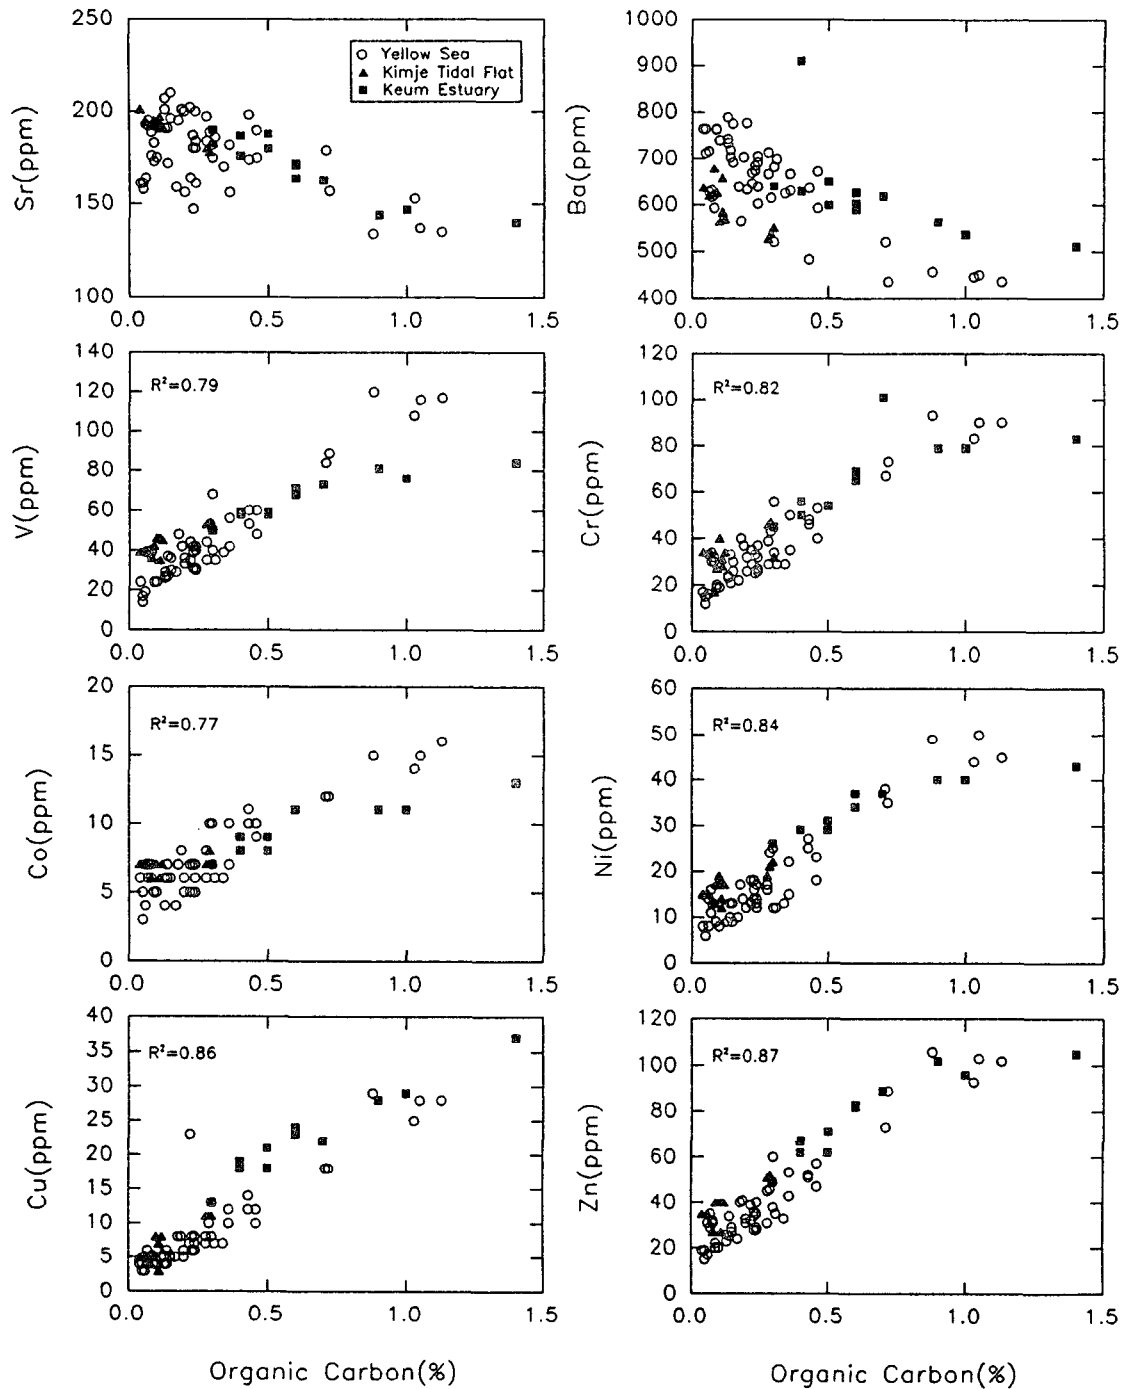 250
200
150
100
Sr(ppm)
Yellow Sea
Kimje Tidal Flat
Keum Estuary
0.0 0.5 1.0 1.5
1000
900
800
700
600
500
400
Ba(ppm)
0.0 0.5 1.0 1.5
140
120
100
80
60
40
20
0
V(ppm)
R²=0.79
0.0 0.5 1.0 1.5
120
100
80
60
40
20
0
Cr(ppm)
R²=0.82
0.0 0.5 1.0 1.5
20
15
10
5
0
Co(ppm)
R²=0.77
0.0 0.5 1.0 1.5
60
50
40
30
20
10
0
Ni(ppm)
R²=0.84
0.0 0.5 1.0 1.5
40
35
30
25
20
15
10
5
0
Cu(ppm)
R²=0.86
0.0 0.5 1.0 1.5
Organic Carbon(%)
120
100
80
60
40
20
0
Zn(ppm)
R²=0.87
0.0 0.5 1.0 1.5
Organic Carbon(%)